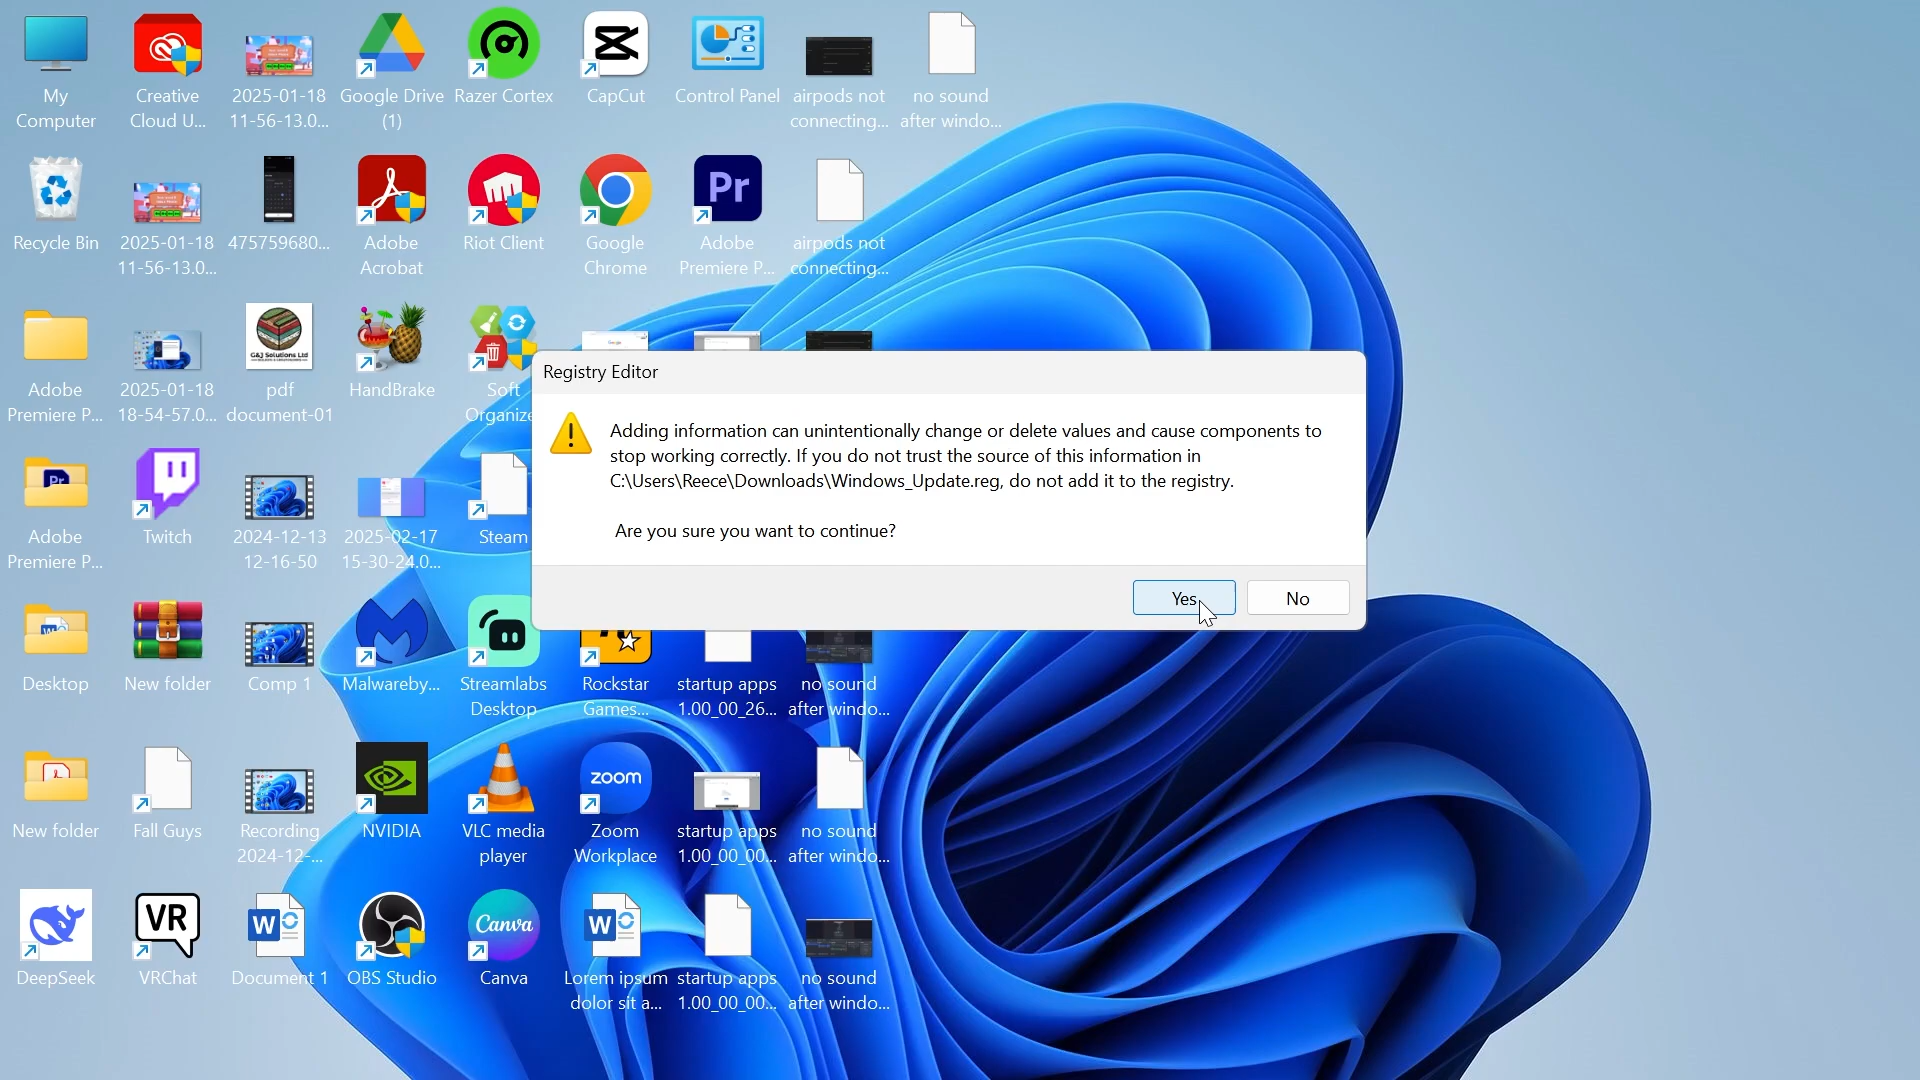 My
Computer
Creative
Cloud U...
2025-01-18
11-56-13.0...
Google Drive
(1)
Razer Cortex
CapCut
Control Panel
airpods not
connecting...
no sound
after windo...
Recycle Bin
2025-01-18
11-56-13.0...
475759680...
Adobe
Acrobat
Riot Client
Google
Chrome
Pr
Adobe
Premiere P...
airpods not
connecting...
Adobe
Premiere P...
2025-01-18
18-54-57.0...
G&J Solutions Ltd
pdf
document-01
HandBrake
Soft
Organize
Registry Editor
Adding information can unintentionally change or delete values and cause components to
stop working correctly. If you do not trust the source of this information in
C:\Users\Reece\Downloads\Windows_Update.reg, do not add it to the registry.
Are you sure you want to continue?
Yes
No
Pr
Adobe
Premiere P...
Twitch
2024-12-13
12-16-50
2025-02-17
15-30-24.0...
Steam
W
Desktop
New folder
Comp 1
Malwareby...
Streamlabs
Desktop
Rockstar
Games...
startup apps
1.00_00_26...
no sound
after windo...
New folder
Fall Guys
Recording
2024-12-...
NVIDIA
VLC media
player
zoom
Zoom
Workplace
startup apps
1.00_00_00...
no sound
after windo...
DeepSeek
VR
VRChat
W
Document 1
OBS Studio
Canva
Canva
W
Lorem ipsum
dolor sit a...
startup apps
1.00_00_00...
no sound
after windo...